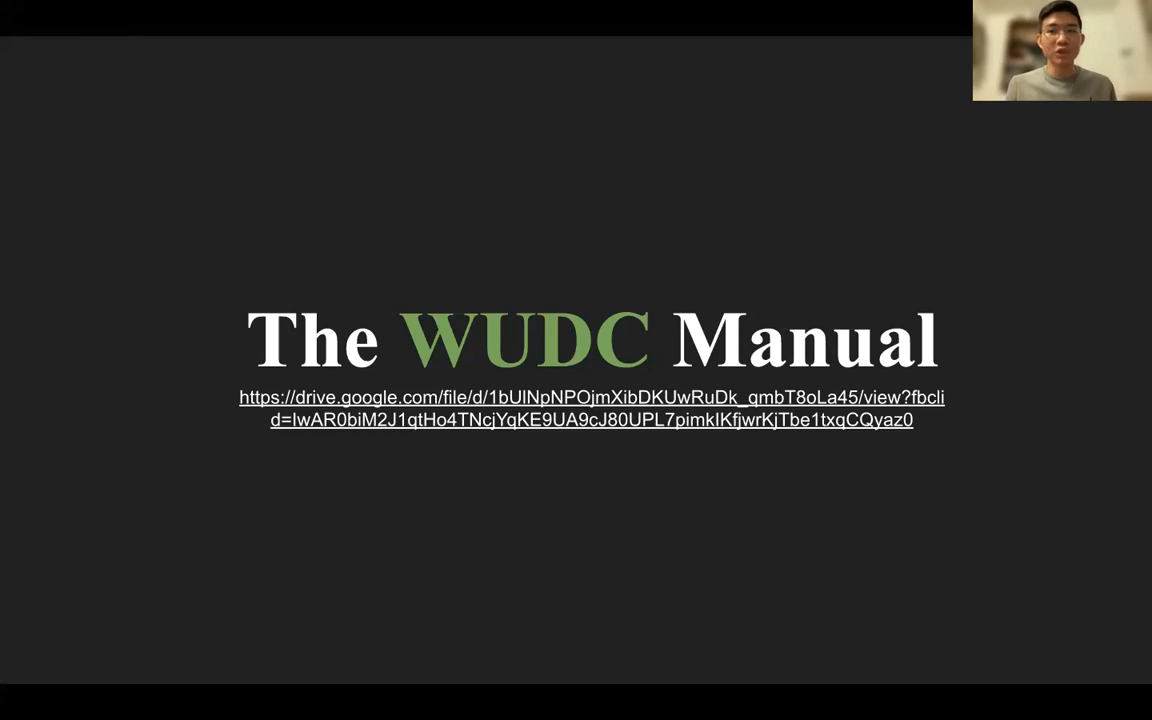 The WUDC Manual
https://drive.google.com/file/d/1bUlNpNPOjmXibDKUwRuDk_qmbT8oLa45/view?fbcli
d=IwAR0biM2J1qtHo4TNcjYqKE9UA9cJ80UPL7pimkIKfjwrKjTbe1txqCQyaz0